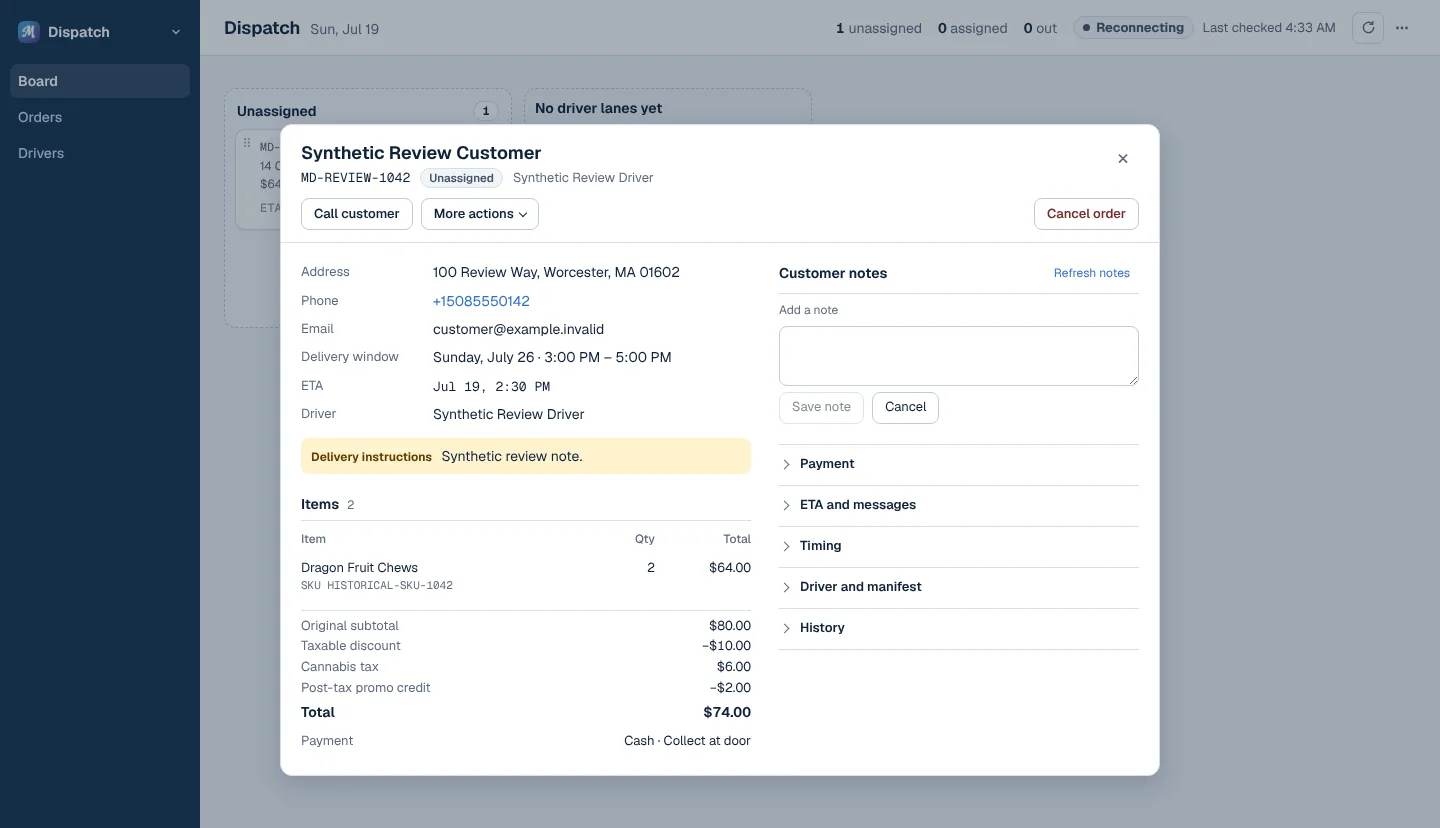 Dispatch
Board
Orders
Drivers
Dispatch Sun, Jul 19
1 unassigned 0 assigned 0 out Reconnecting Last checked 4:33 AM
Unassigned 1
No driver lanes yet
MD-
14 C
$64
ETA
Synthetic Review Customer
MD-REVIEW-1042 Unassigned Synthetic Review Driver
Call customer More actions Cancel order
Address 100 Review Way, Worcester, MA 01602
Phone +15085550142
Email customer@example.invalid
Delivery window Sunday, July 26 · 3:00 PM – 5:00 PM
ETA Jul 19, 2:30 PM
Driver Synthetic Review Driver
Delivery instructions Synthetic review note.
Items 2
Item Qty Total
Dragon Fruit Chews 2 $64.00
SKU HISTORICAL-SKU-1042
Original subtotal $80.00
Taxable discount −$10.00
Cannabis tax $6.00
Post-tax promo credit −$2.00
Total $74.00
Payment Cash · Collect at door
Customer notes Refresh notes
Add a note
Save note Cancel
Payment
ETA and messages
Timing
Driver and manifest
History